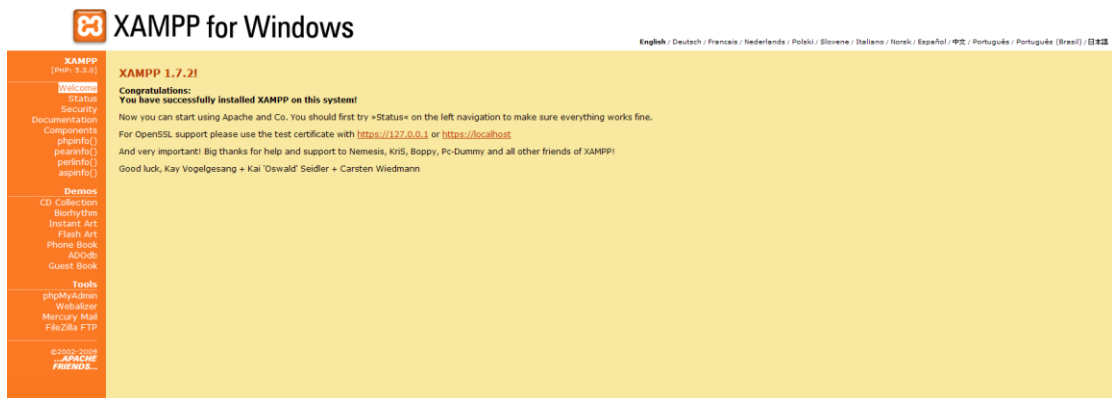 XAMPP for Windows
English / Deutsch / Francais / Nederlands / Polski / Slovene / Italiano / Norsk / Español / 中文 / Português / Português (Brasil) / 日本語
XAMPP
[PHP: 5.3.0]
Welcome
Status
Security
Documentation
Components
phpinfo()
pearinfo()
perlinfo()
aspinfo()
Demos
CD Collection
Biorhythm
Instant Art
Flash Art
Phone Book
ADOdb
Guest Book
Tools
phpMyAdmin
Webalizer
Mercury Mail
FileZilla FTP
©2002-2009
...APACHE
FRIENDS...
XAMPP 1.7.2!
Congratulations:
You have successfully installed XAMPP on this system!
Now you can start using Apache and Co. You should first try »Status« on the left navigation to make sure everything works fine.
For OpenSSL support please use the test certificate with https://127.0.0.1 or https://localhost
And very important! Big thanks for help and support to Nemesis, KriS, Boppy, Pc-Dummy and all other friends of XAMPP!
Good luck, Kay Vogelgesang + Kai 'Oswald' Seidler + Carsten Wiedmann